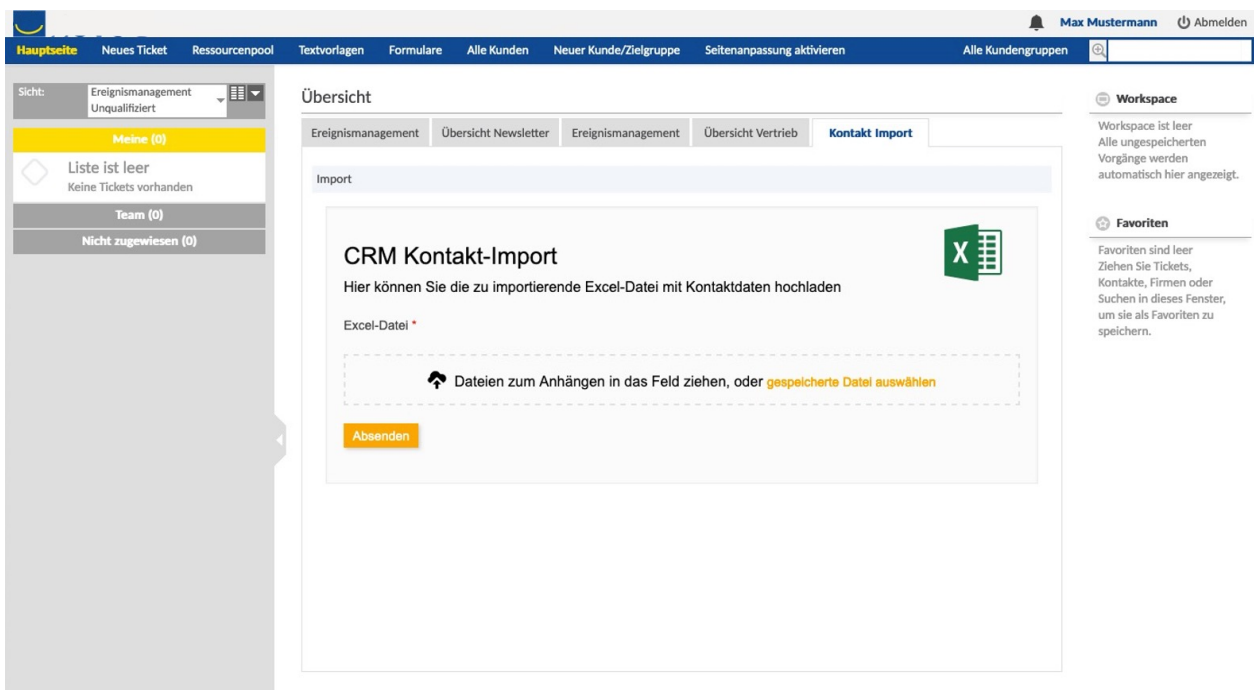 Max Mustermann Abmelden
Hauptseite Neues Ticket Ressourcenpool Textvorlagen Formulare Alle Kunden Neuer Kunde/Zielgruppe Seitenanpassung aktivieren Alle Kundengruppen
Sicht: Ereignismanagement
Unqualifiziert
Meine (0)
Liste ist leer
Keine Tickets vorhanden
Team (0)
Nicht zugewiesen (0)
Übersicht
Ereignismanagement Übersicht Newsletter Ereignismanagement Übersicht Vertrieb Kontakt Import
Import
CRM Kontakt-Import
X
Hier können Sie die zu importierende Excel-Datei mit Kontaktdaten hochladen
Excel-Datei *
Dateien zum Anhängen in das Feld ziehen, oder gespeicherte Datei auswählen
Absenden
Workspace
Workspace ist leer
Alle ungespeicherten
Vorgänge werden
automatisch hier angezeigt.
Favoriten
Favoriten sind leer
Ziehen Sie Tickets,
Kontakte, Firmen oder
Suchen in dieses Fenster,
um sie als Favoriten zu
speichern.